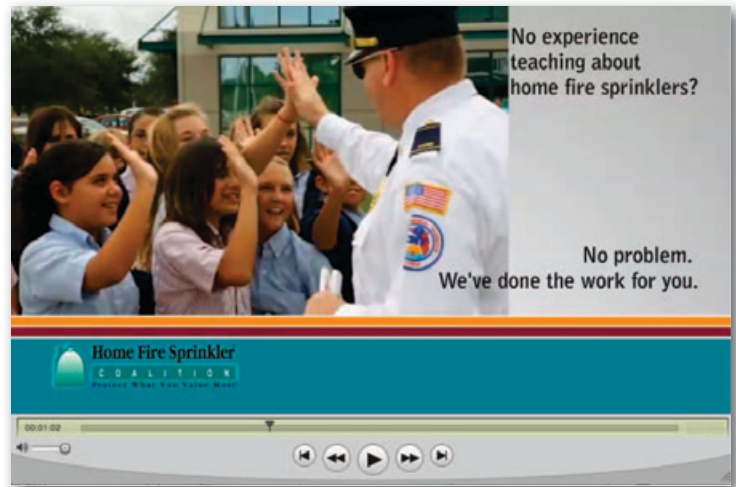 No experience
teaching about
home fire sprinklers?
No problem.
We've done the work for you.
Home Fire Sprinkler
COALITION
Protect What You Value Most
00:01:02